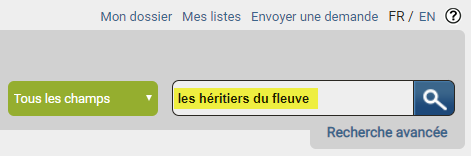 Mon dossier Mes listes Envoyer une demande FR / EN ?
Tous les champs les héritiers du fleuve
Recherche avancée